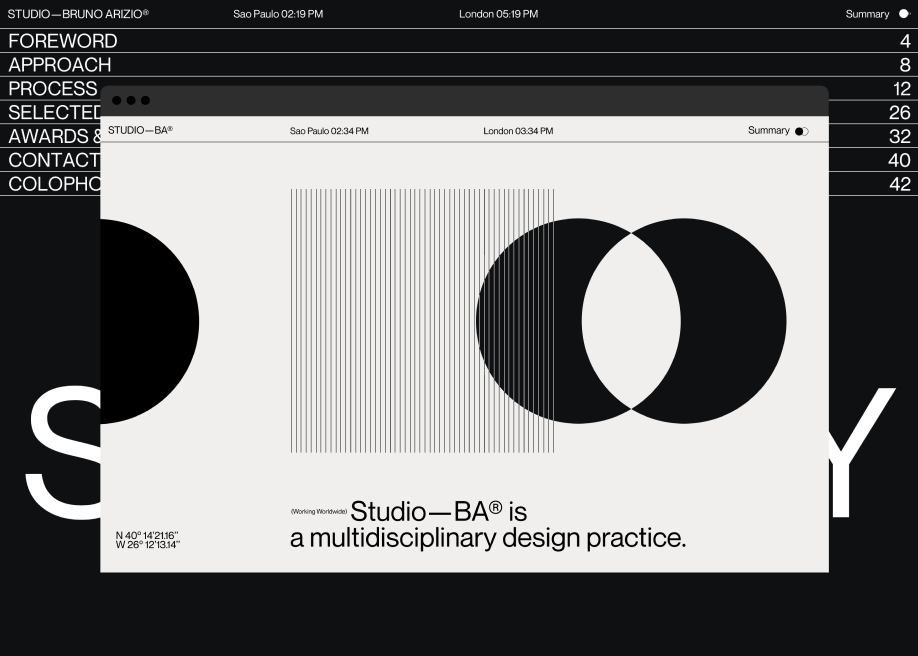 STUDIO—BRUNO ARIZIO® Sao Paulo 02:19 PM London 05:19 PM Summary
FOREWORD 4
APPROACH 8
PROCESS 12
SELECTED 26
AWARDS & 32
CONTACT 40
COLOPHO 42
S Y
STUDIO—BA® Sao Paulo 02:34 PM London 03:34 PM Summary
(Working Worldwide) Studio—BA® is
a multidisciplinary design practice.
N 40º 14'21.16"
W 26º 12'13.14"